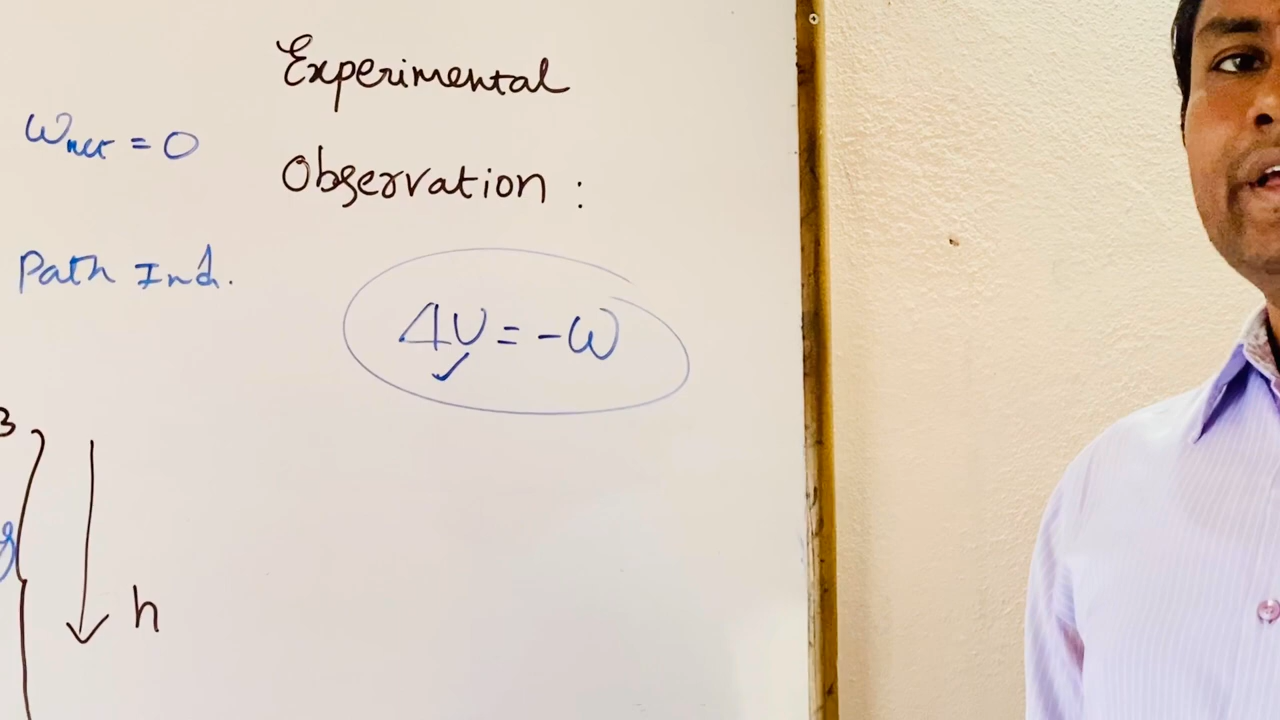 Experimental
Wnet = 0
Observation :
Path Ind.
ΔU = -W
B
h